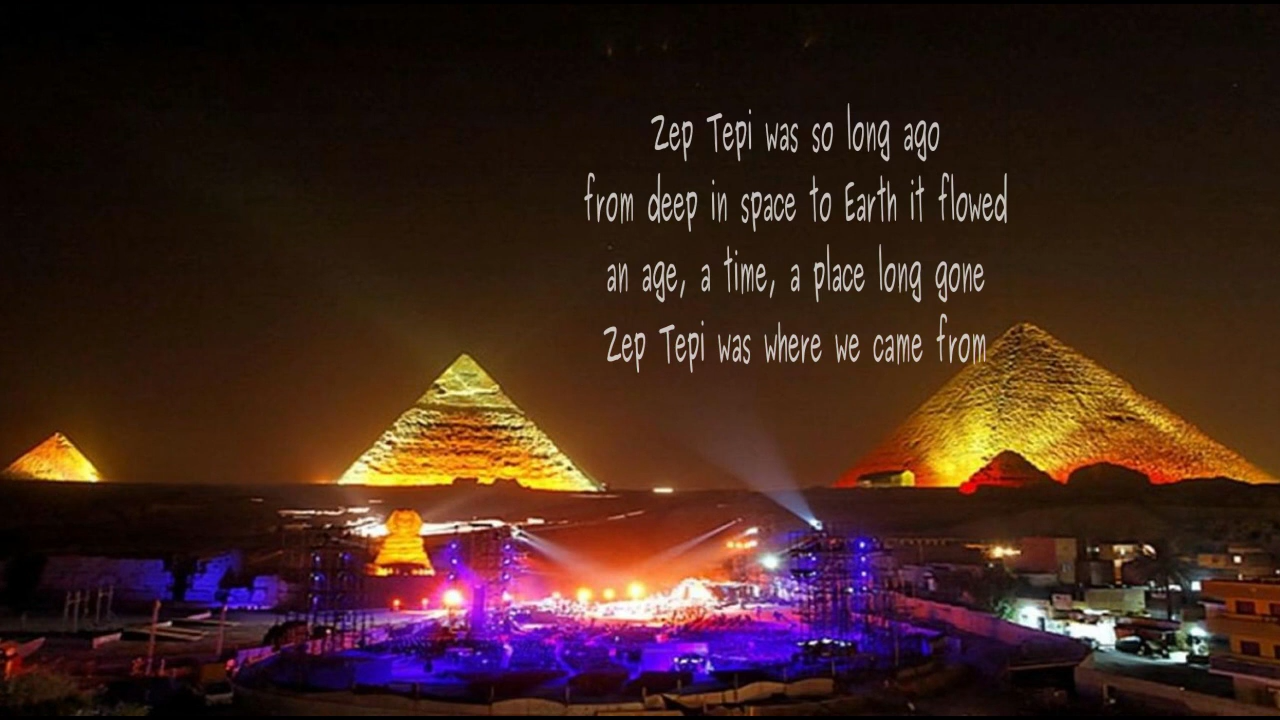 Zep Tepi was so long ago
from deep in space to Earth it flowed
an age, a time, a place long gone
Zep Tepi was where we came from